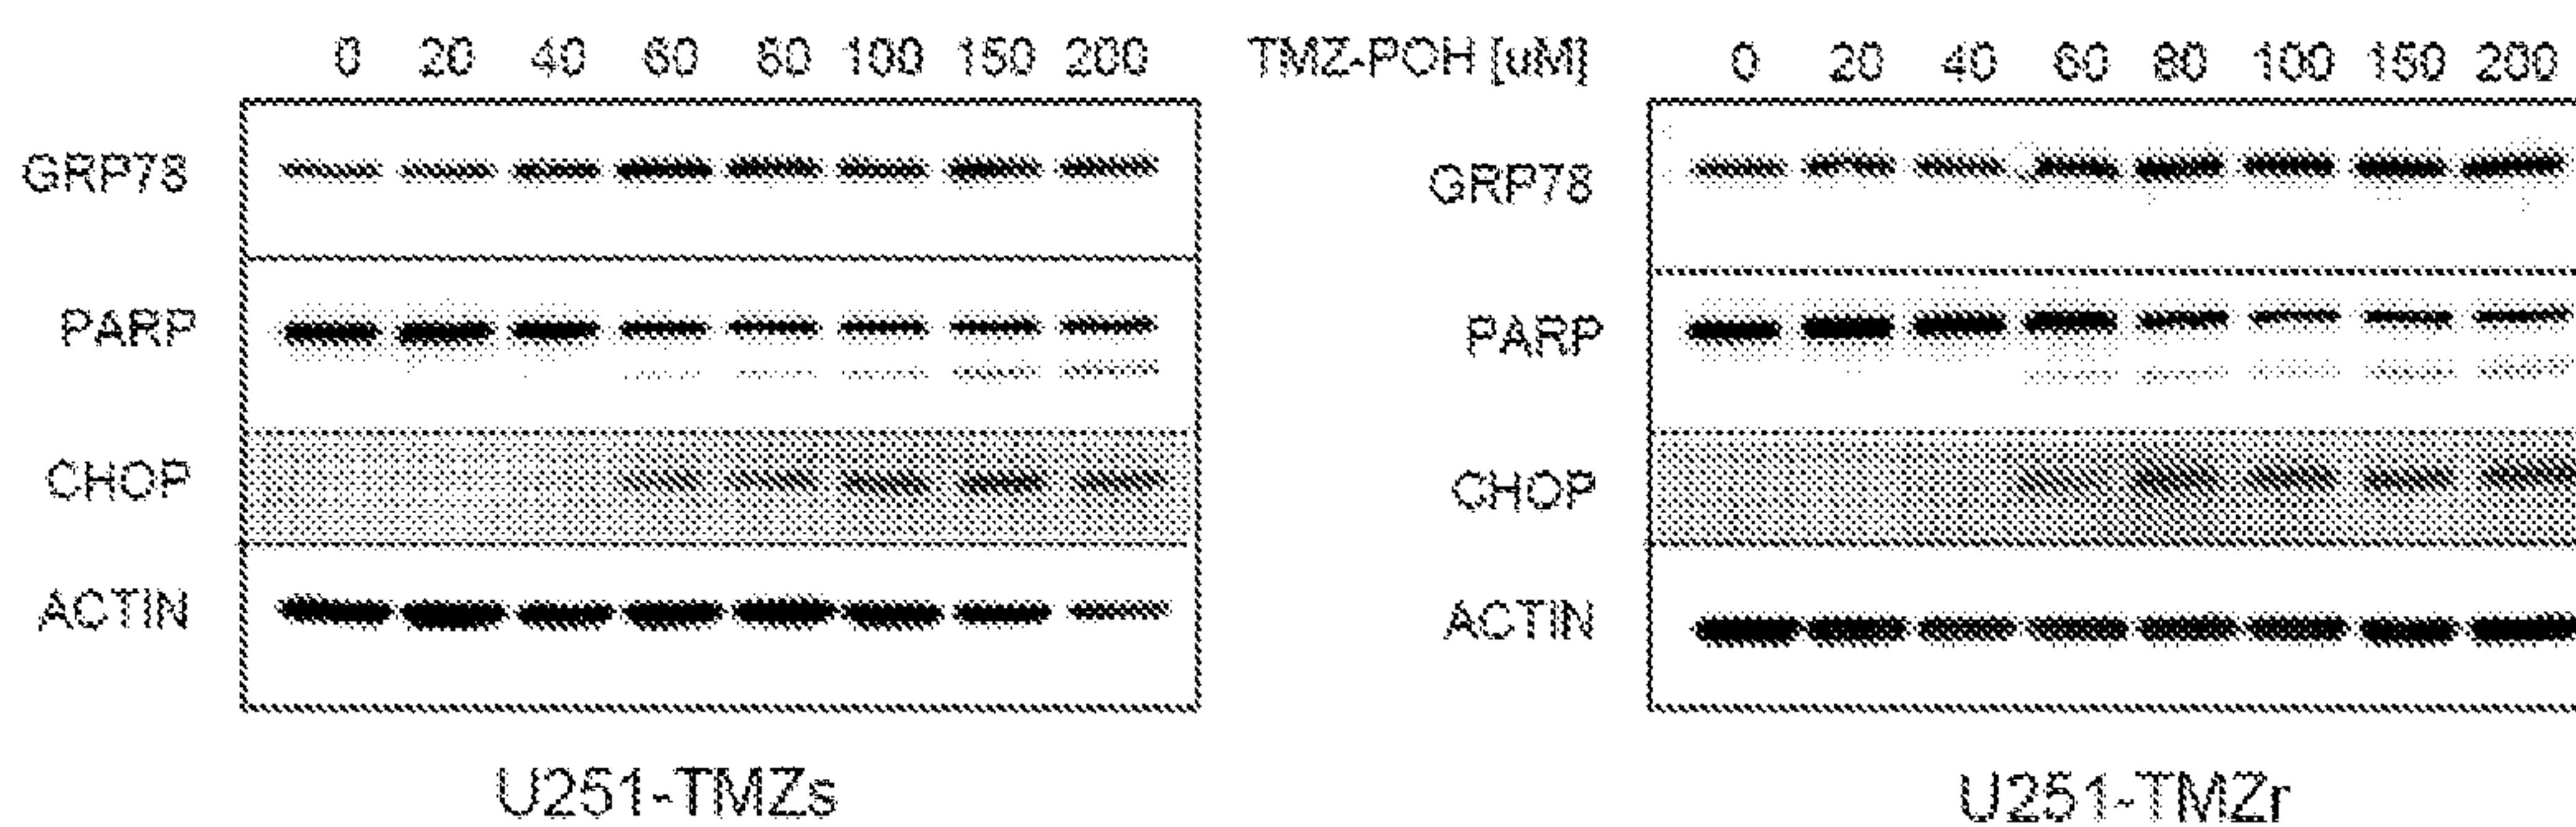 0 20 40 60 80 100 150 200 TMZ-POH [uM] 0 20 40 60 80 100 150 200
GRP78 GRP78
PARP PARP
CHOP CHOP
ACTIN ACTIN
U251-TMZs U251-TMZr